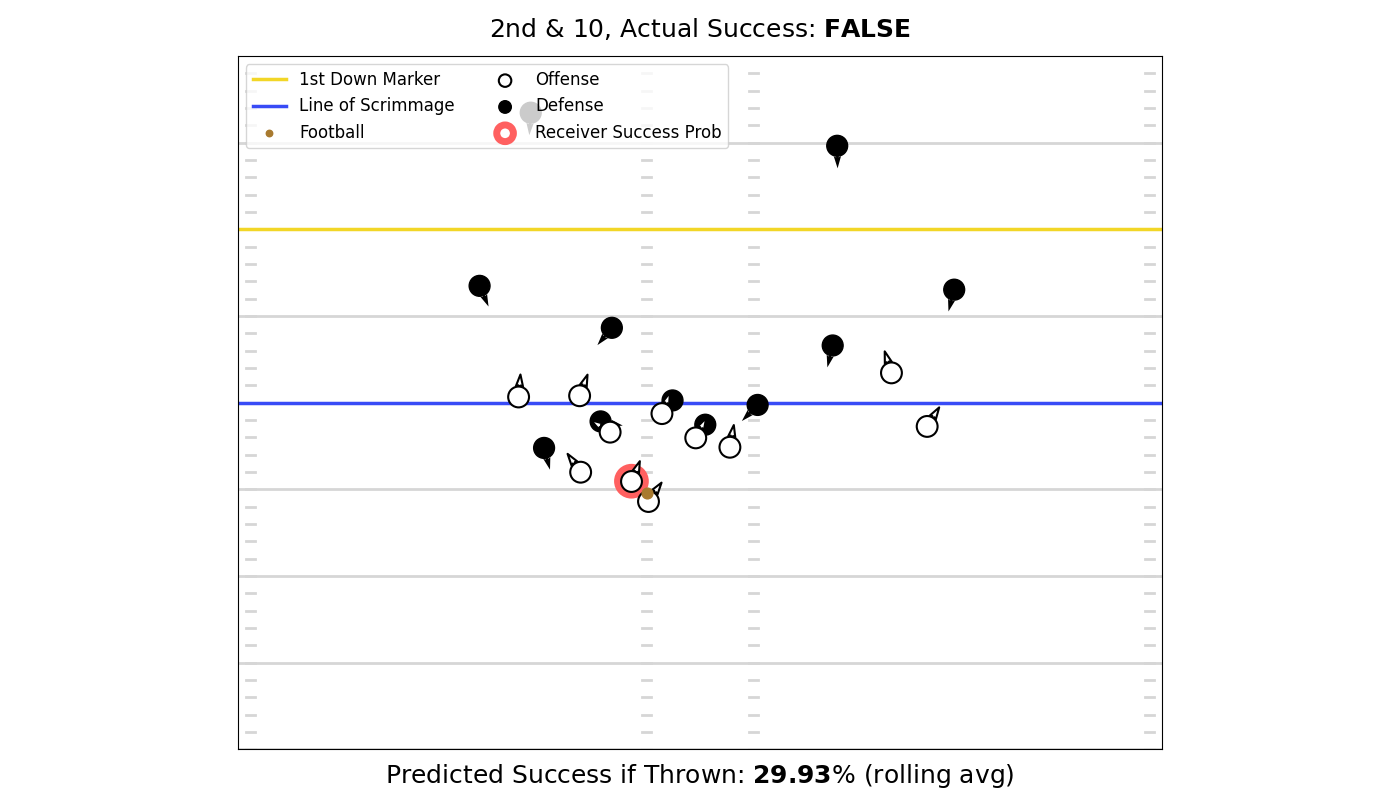 2nd & 10, Actual Success: FALSE
1st Down Marker
Line of Scrimmage
Football
Offense
Defense
Receiver Success Prob
Predicted Success if Thrown: 29.93% (rolling avg)